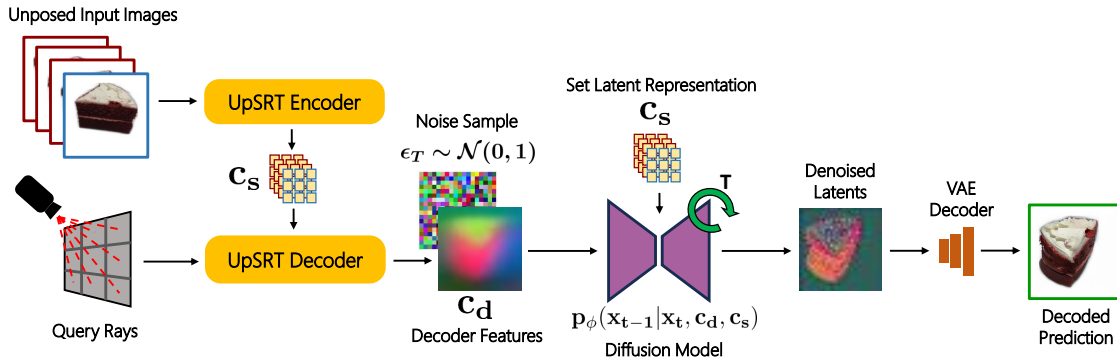 Unposed Input Images
UpSRT Encoder
c_s
Query Rays
UpSRT Decoder
Noise Sample
ϵ_T ∼ 𝒩(0, 1)
c_d
Decoder Features
Set Latent Representation
c_s
T
p_ϕ(x_{t−1}|x_t, c_d, c_s)
Diffusion Model
Denoised
Latents
VAE
Decoder
Decoded
Prediction